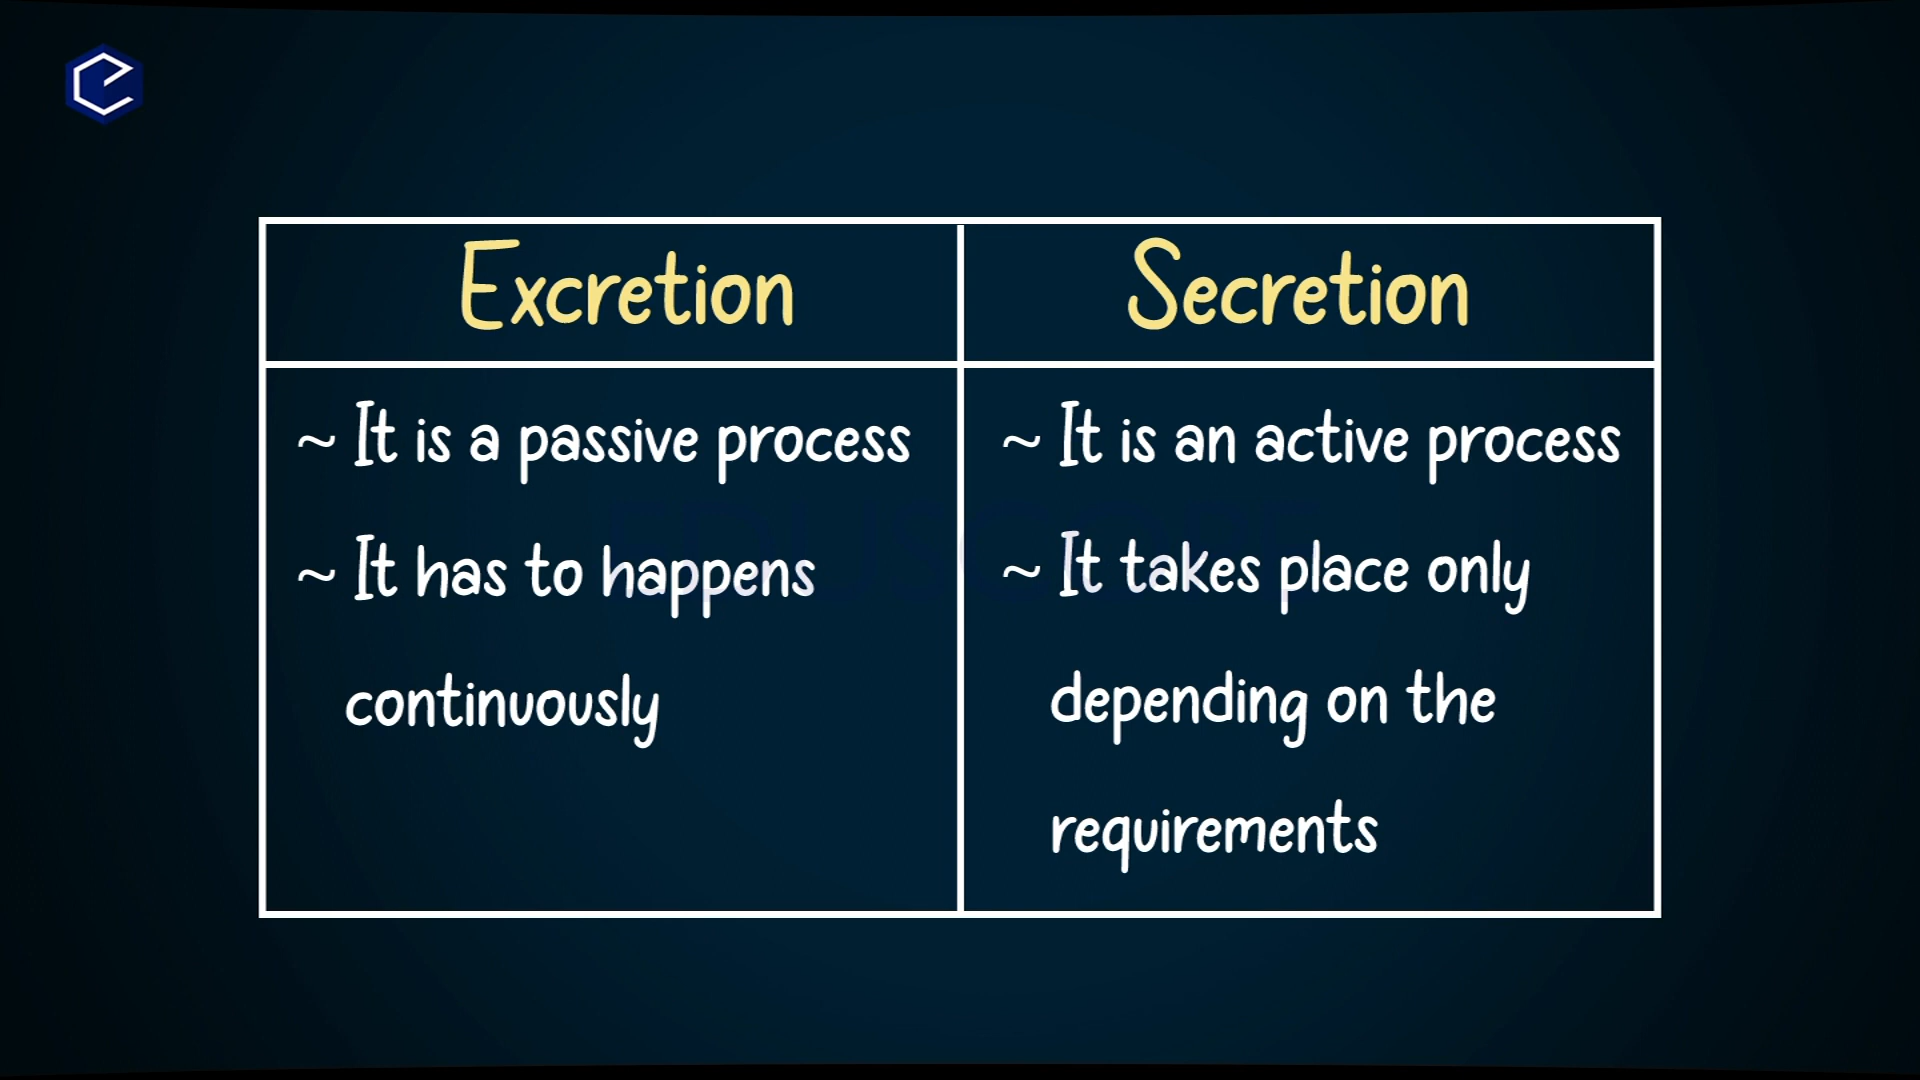 Excretion
Secretion
~ It is a passive process
~ It has to happens
continuously
~ It is an active process
~ It takes place only
depending on the
requirements